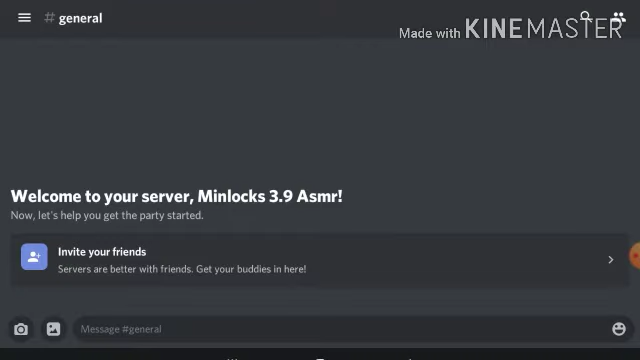 # general
Made with KINEMASTER
Welcome to your server, Minlocks 3.9 Asmr!
Now, let's help you get the party started.
Invite your friends
Servers are better with friends. Get your buddies in here!
Message #general